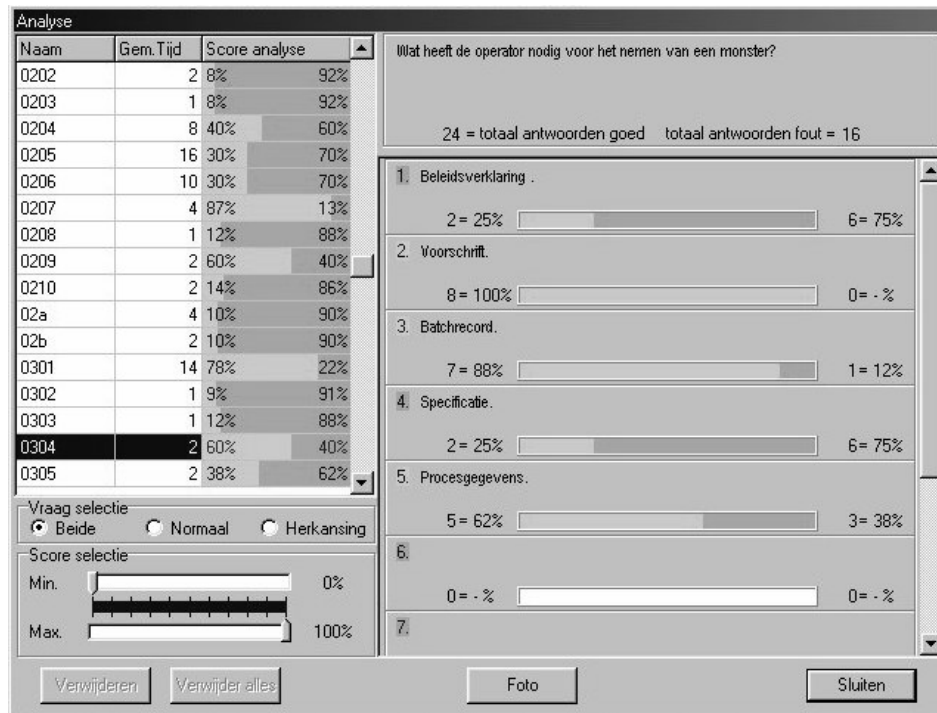 Analyse
Naam Gem.Tijd Score analyse
0202 2 8% 92%
0203 1 8% 92%
0204 8 40% 60%
0205 16 30% 70%
0206 10 30% 70%
0207 4 87% 13%
0208 1 12% 88%
0209 2 60% 40%
0210 2 14% 86%
02a 4 10% 90%
02b 2 10% 90%
0301 14 78% 22%
0302 1 9% 91%
0303 1 12% 88%
0304 2 60% 40%
0305 2 38% 62%
Vraag selectie
Beide Normaal Herkansing
Score selectie
Min. 0%
Max. 100%
Verwijderen Verwijder alles
Wat heeft de operator nodig voor het nemen van een monster?
24 = totaal antwoorden goed totaal antwoorden fout = 16
1. Beleidsverklaring .
2= 25% 6= 75%
2. Voorschrift.
8= 100% 0= - %
3. Batchrecord.
7= 88% 1= 12%
4. Specificatie.
2= 25% 6= 75%
5. Procesgegevens.
5= 62% 3= 38%
6.
0= - % 0= - %
7.
Foto Sluiten